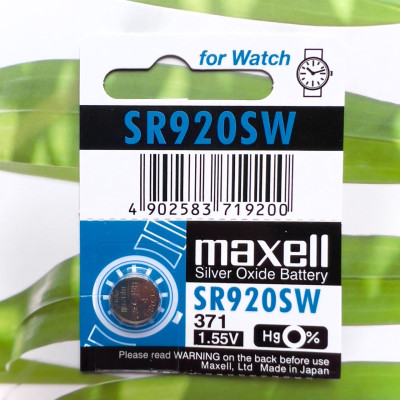 for Watch
SR920SW
4 902583 719200
maxell
Silver Oxide Battery
SR920SW
371
1.55V
Hg 0%
Please read WARNING on the back before use
Maxell, Ltd Made in Japan